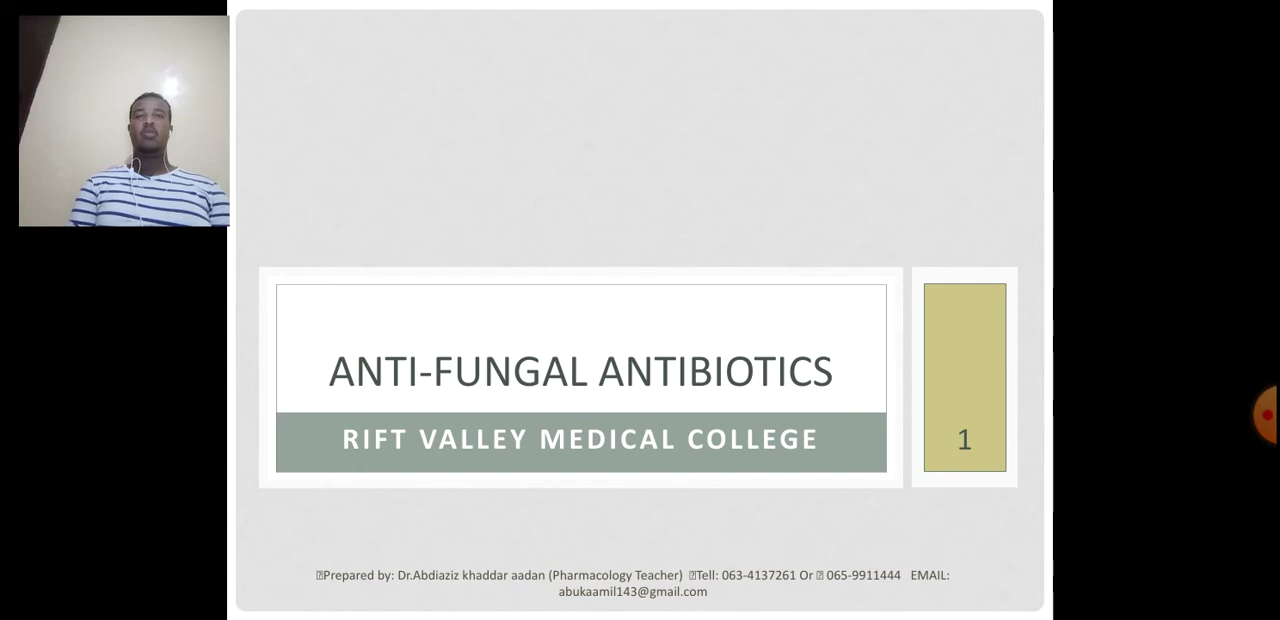 ANTI-FUNGAL ANTIBIOTICS
RIFT VALLEY MEDICAL COLLEGE
1
Prepared by: Dr.Abdiaziz khaddar aadan (Pharmacology Teacher) Tell: 063-4137261 Or 065-9911444 EMAIL:
abukaamil143@gmail.com